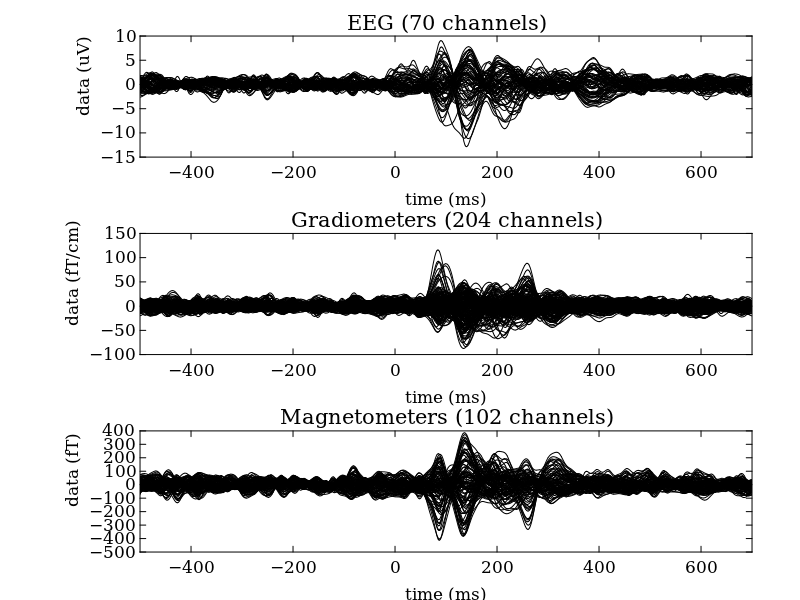 EEG (70 channels)
data (uV)
10
5
0
−5
−10
−15
−400 −200 0 200 400 600
time (ms)
Gradiometers (204 channels)
data (fT/cm)
150
100
50
0
−50
−100
−400 −200 0 200 400 600
time (ms)
Magnetometers (102 channels)
data (fT)
400
300
200
100
0
−100
−200
−300
−400
−500
−400 −200 0 200 400 600
time (ms)